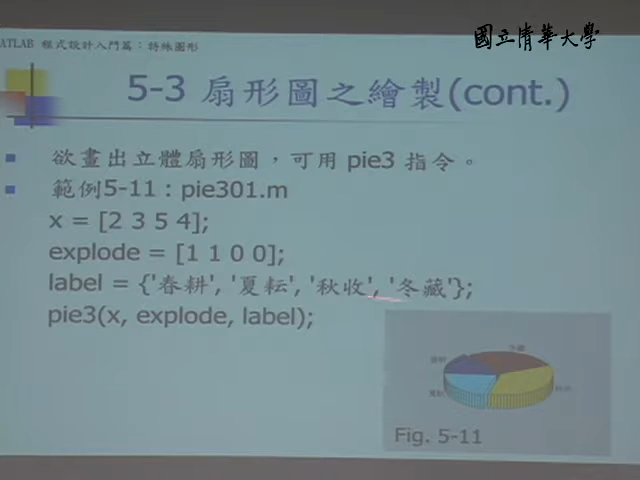 國立清華大學
ATLAB 程式設計入門篇：特殊圖形
5-3 扇形圖之繪製(cont.)
欲畫出立體扇形圖，可用 pie3 指令。
範例5-11：pie301.m
x = [2 3 5 4];
explode = [1 1 0 0];
label = {'春耕', '夏耘', '秋收', '冬藏'};
pie3(x, explode, label);
冬藏
Fig. 5-11